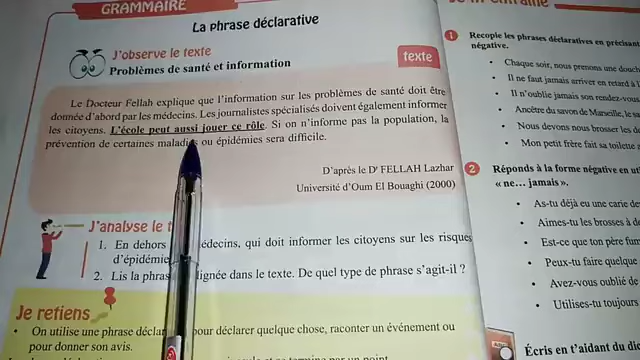 GRAMMAIRE
La phrase déclarative
J'observe le texte
Problèmes de santé et information
texte
Le Docteur Fellah explique que l'information sur les problèmes de santé doit être
donnée d'abord par les médecins. Les journalistes spécialisés doivent également informer
les citoyens. L'école peut aussi jouer ce rôle. Si on n'informe pas la population, la
prévention de certaines maladies ou épidémies sera difficile.
D'après le Dr FELLAH Lazhar
Université d'Oum El Bouaghi (2000)
J'analyse le
1. En dehors médecins, qui doit informer les citoyens sur les risques
d'épidémie
2. Lis la phrase lignée dans le texte. De quel type de phrase s'agit-il ?
Je retiens
• On utilise une phrase pour déclarer quelque chose, raconter un événement ou
pour donner son avis.
par un point
1 Recopie les phrases déclaratives en précisant
négative.
• Chaque soir, nous prenons une douch
• Il ne faut jamais arriver en retard à l
• Il n'oublie jamais son rendez-vous
• Ancêtre du savon de Marseille, le sa
• Nous devons nous brosser les d
• Mon petit frère fait sa toilette
2 Réponds à la forme négative en ut
« ne... jamais ».
• As-tu déjà eu une carie de
• Aimes-tu les brosses à d
• Est-ce que ton père fum
• Peux-tu faire quelque
• Avez-vous oublié de
• Utilises-tu toujours
Écris en t'aidant du di